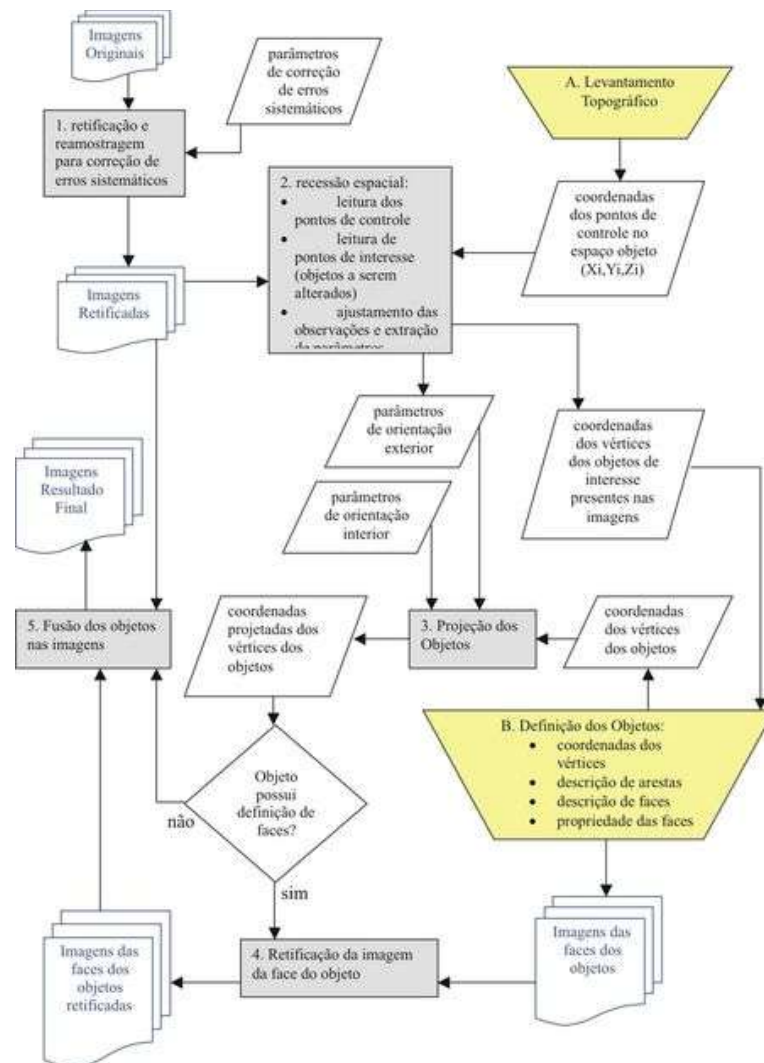 Imagens
Originais
parâmetros
de correção
de erros
sistemáticos
A. Levantamento
Topográfico
1. retificação e
reamostragem
para correção de
erros sistemáticos
2. recessão espacial:
• leitura dos
pontos de controle
• leitura de
pontos de interesse
(objetos a serem
alterados)
• ajustamento das
observações e extração
de parâmetros
coordenadas
dos pontos de
controle no
espaço objeto
(Xi,Yi,Zi)
Imagens
Retificadas
parâmetros
de orientação
exterior
coordenadas
dos vértices
dos objetos de
interesse
presentes nas
imagens
Imagens
Resultado
Final
parâmetros
de orientação
interior
5. Fusão dos objetos
nas imagens
coordenadas
projetadas dos
vértices dos
objetos
3. Projeção dos
Objetos
coordenadas
dos vértices
dos objetos
B. Definição dos Objetos:
• coordenadas dos
vértices
• descrição de arestas
• descrição de faces
• propriedade das faces
Objeto
possui
definição de
faces?
não
sim
Imagens das
faces dos
objetos
retificadas
4. Retificação da imagem
da face do objeto
Imagens das
faces dos
objetos